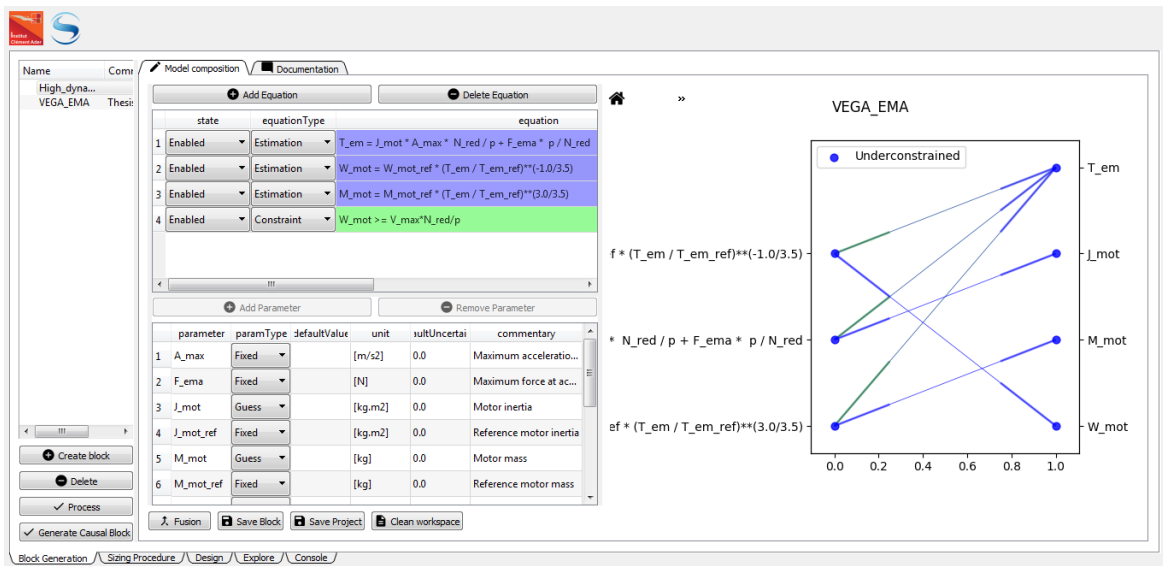 Institut
Clément Ader
Name Comr
High_dyna...
VEGA_EMA Thesi
Model composition Documentation
Add Equation Delete Equation
state equationType equation
1 Enabled Estimation T_em = J_mot * A_max * N_red / p + F_ema * p / N_red
2 Enabled Estimation W_mot = W_mot_ref * (T_em / T_em_ref)**(-1.0/3.5)
3 Enabled Estimation M_mot = M_mot_ref * (T_em / T_em_ref)**(3.0/3.5)
4 Enabled Constraint W_mot >= V_max*N_red/p
Add Parameter Remove Parameter
parameter paramType defaultValue unit ıultUncertai commentary
1 A_max Fixed [m/s2] 0.0 Maximum acceleratio...
2 F_ema Fixed [N] 0.0 Maximum force at ac...
3 J_mot Guess [kg.m2] 0.0 Motor inertia
4 J_mot_ref Fixed [kg.m2] 0.0 Reference motor inertia
5 M_mot Guess [kg] 0.0 Motor mass
6 M_mot_ref Fixed [kg] 0.0 Reference motor mass
Create block
Delete
Process
Generate Causal Block
Fusion Save Block Save Project Clean workspace
Block Generation Sizing Procedure Design Explore Console
»
VEGA_EMA
Underconstrained
T_em
ef * (T_em / T_em_ref)**(-1.0/3.5) J_mot
* N_red / p + F_ema * p / N_red M_mot
ef * (T_em / T_em_ref)**(3.0/3.5) W_mot
0.0 0.2 0.4 0.6 0.8 1.0